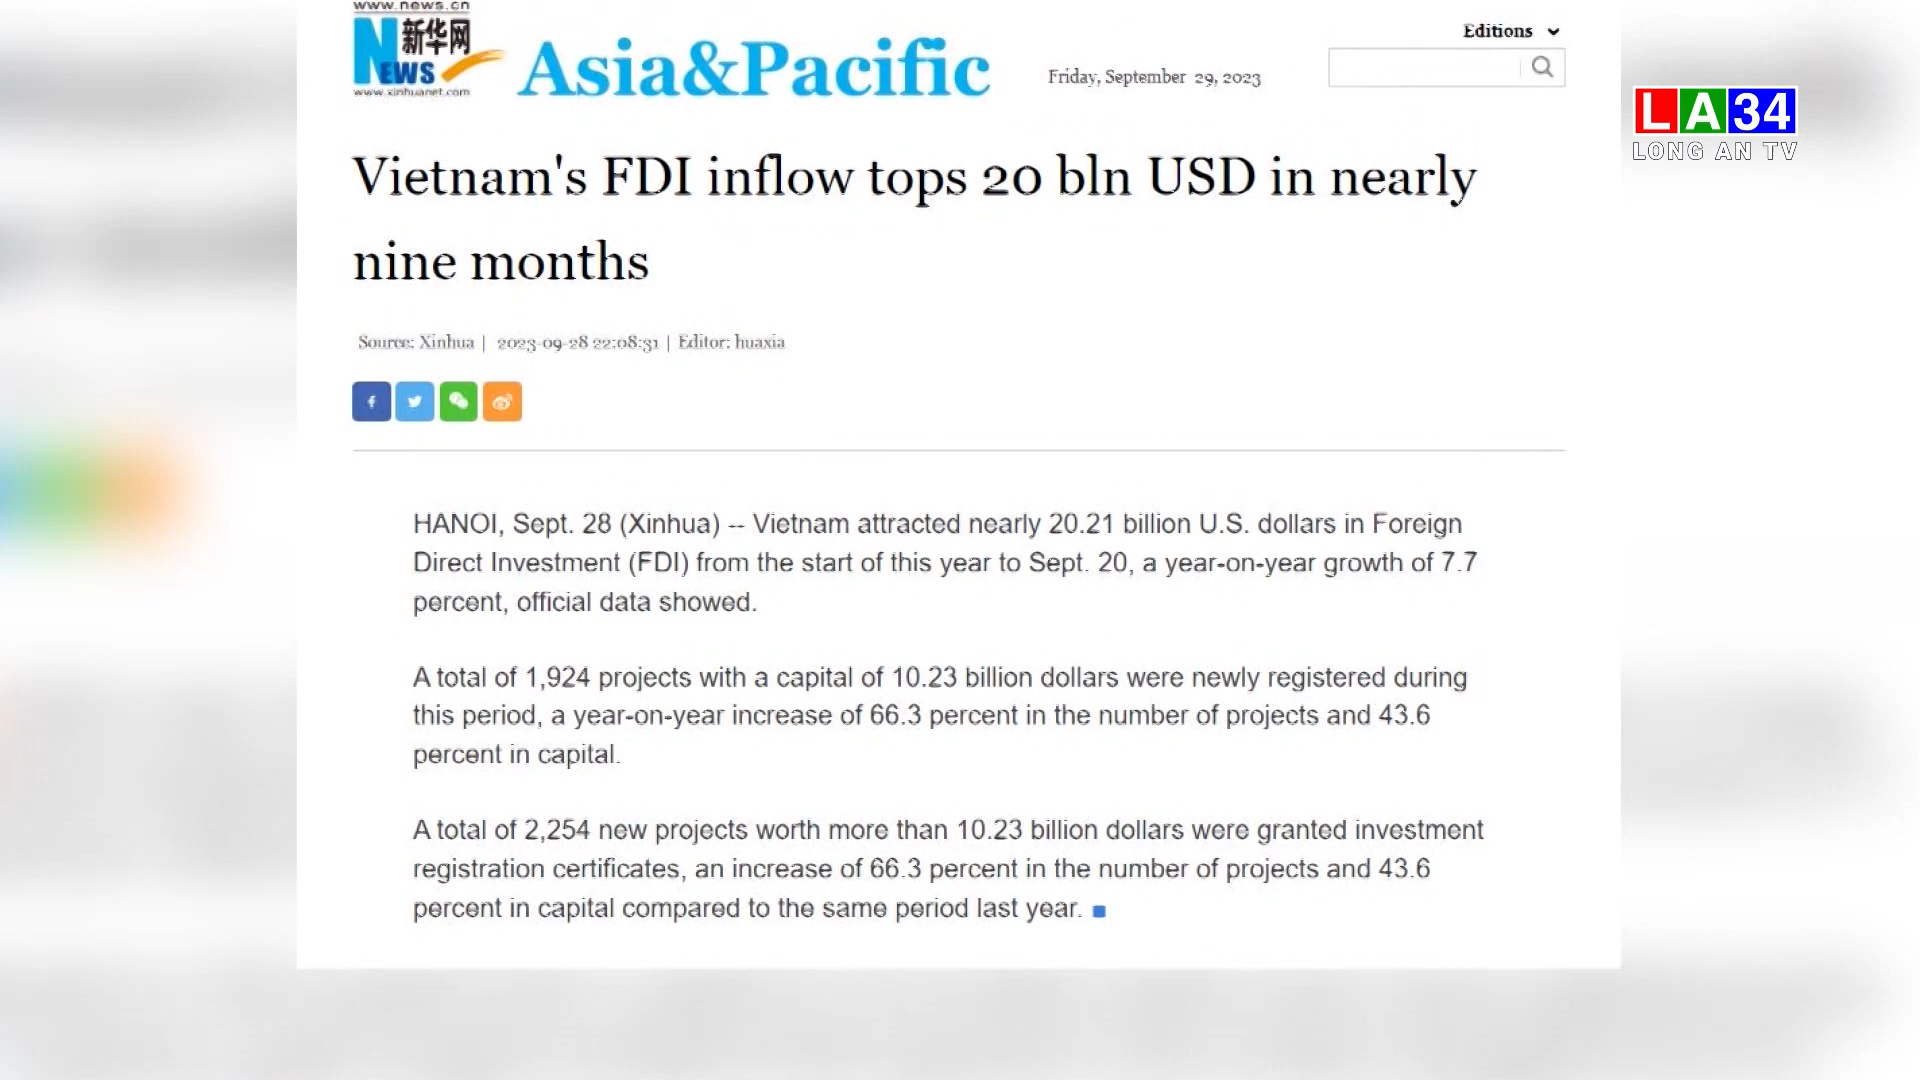 www.news.cn
新华网
NEWS
www.xinhuanet.com
Asia&Pacific
Friday, September 29, 2023
Editions
LA34
LONG AN TV
Vietnam's FDI inflow tops 20 bln USD in nearly
nine months
Source: Xinhua | 2023-09-28 22:08:31 | Editor: huaxia
HANOI, Sept. 28 (Xinhua) -- Vietnam attracted nearly 20.21 billion U.S. dollars in Foreign
Direct Investment (FDI) from the start of this year to Sept. 20, a year-on-year growth of 7.7
percent, official data showed.
A total of 1,924 projects with a capital of 10.23 billion dollars were newly registered during
this period, a year-on-year increase of 66.3 percent in the number of projects and 43.6
percent in capital.
A total of 2,254 new projects worth more than 10.23 billion dollars were granted investment
registration certificates, an increase of 66.3 percent in the number of projects and 43.6
percent in capital compared to the same period last year.